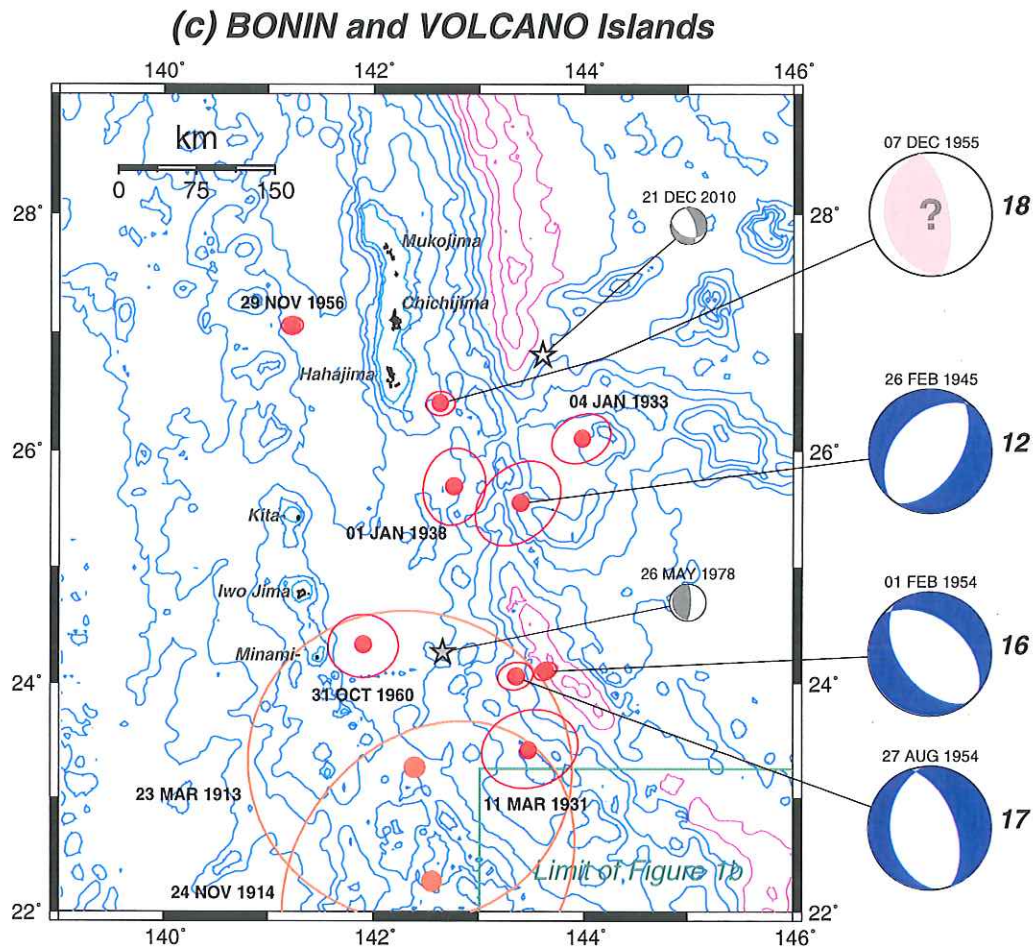 (c) BONIN and VOLCANO Islands
140° 142° 144° 146°
km
0 75 150
07 DEC 1955
21 DEC 2010
18
?
28° 28°
Mukojima
29 NOV 1956
Chichijima
Hahajima
04 JAN 1933
26 FEB 1945
12
26° 26°
Kita-
01 JAN 1938
26 MAY 1978
01 FEB 1954
Iwo Jima
16
Minami-
24° 24°
31 OCT 1960
27 AUG 1954
23 MAR 1913
11 MAR 1931
17
Limit of Figure 1b
24 NOV 1914
22° 22°
140° 142° 144° 146°